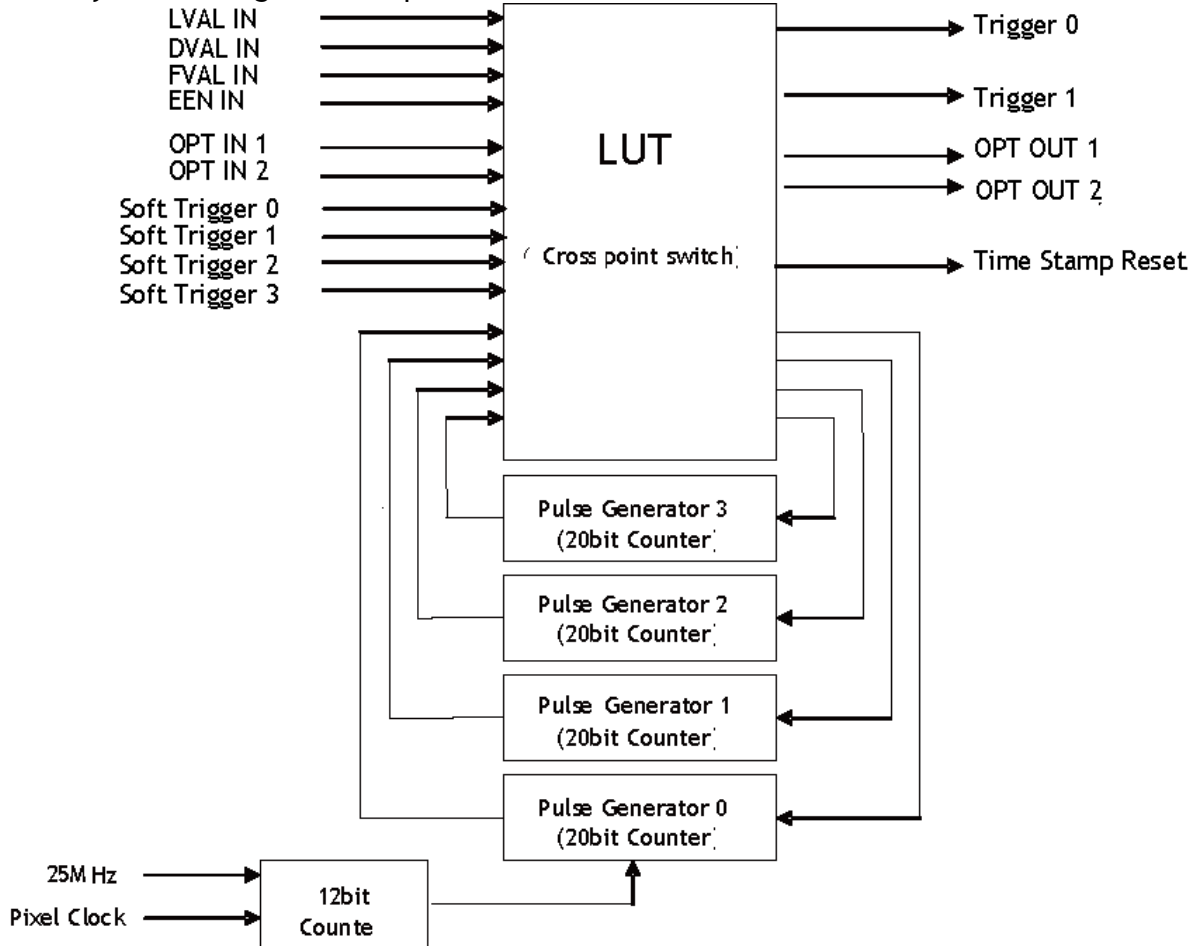 LVAL IN
DVAL IN
FVAL IN
EEN IN
OPT IN 1
OPT IN 2
Soft Trigger 0
Soft Trigger 1
Soft Trigger 2
Soft Trigger 3
LUT
( Cross point switch)
Trigger 0
Trigger 1
OPT OUT 1
OPT OUT 2
Time Stamp Reset
Pulse Generator 3
(20bit Counter)
Pulse Generator 2
(20bit Counter)
Pulse Generator 1
(20bit Counter)
Pulse Generator 0
(20bit Counter)
25MHz
Pixel Clock
12bit
Counte